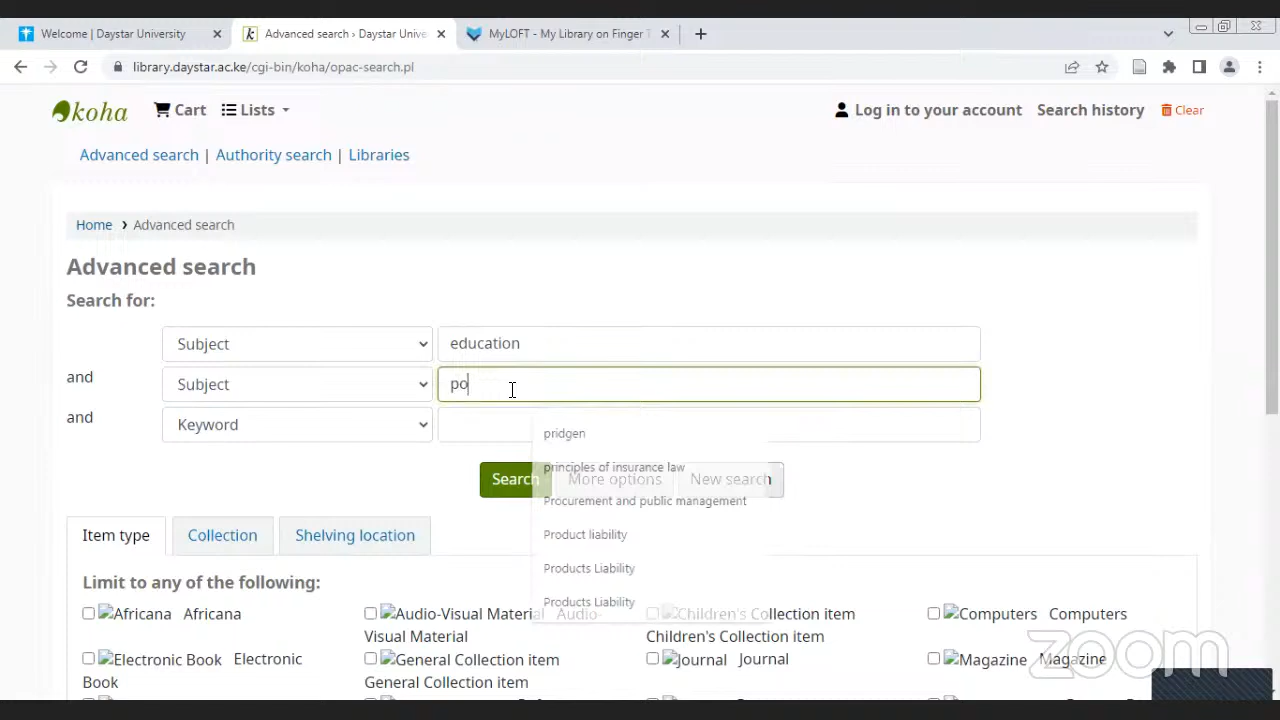 Welcome | Daystar University
Advanced search › Daystar Unive
MyLOFT - My Library on Finger T
library.daystar.ac.ke/cgi-bin/koha/opac-search.pl
koha Cart Lists Log in to your account Search history Clear
Advanced search | Authority search | Libraries
Home › Advanced search
Advanced search
Search for:
Subject education
and Subject po
and Keyword
pridgen
principles of insurance law
Search More options New search
Procurement and public management
Product liability
Products Liability
Products Liability
Item type Collection Shelving location
Limit to any of the following:
Africana Africana Audio-Visual Material Audio- Children's Collection item Computers Computers
Visual Material Children's Collection item
Electronic Book Electronic General Collection item Journal Journal Magazine Magazine
Book General Collection item
zoom